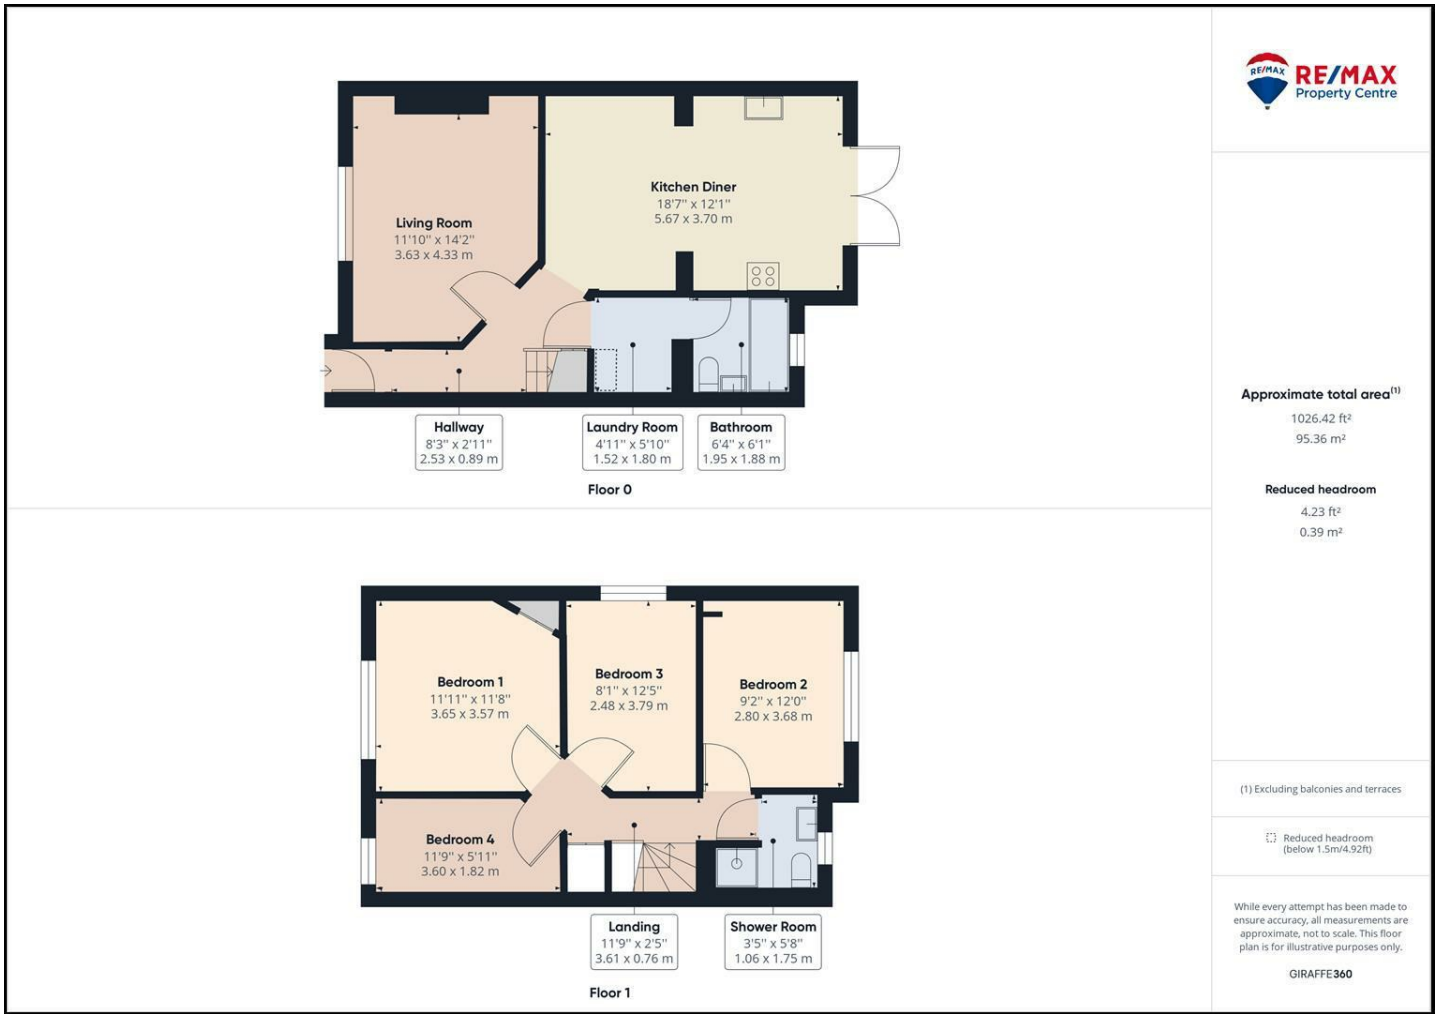 RE/MAX
RE/MAX
Property Centre
Living Room
11'10" x 14'2"
3.63 x 4.33 m
Kitchen Diner
18'7" x 12'1"
5.67 x 3.70 m
Hallway
8'3" x 2'11"
2.53 x 0.89 m
Laundry Room
4'11" x 5'10"
1.52 x 1.80 m
Bathroom
6'4" x 6'1"
1.95 x 1.88 m
Floor 0
Bedroom 1
11'11" x 11'8"
3.65 x 3.57 m
Bedroom 3
8'1" x 12'5"
2.48 x 3.79 m
Bedroom 2
9'2" x 12'0"
2.80 x 3.68 m
Bedroom 4
11'9" x 5'11"
3.60 x 1.82 m
Landing
11'9" x 2'5"
3.61 x 0.76 m
Shower Room
3'5" x 5'8"
1.06 x 1.75 m
Floor 1
Approximate total area(1)
1026.42 ft²
95.36 m²
Reduced headroom
4.23 ft²
0.39 m²
(1) Excluding balconies and terraces
Reduced headroom
(below 1.5m/4.92ft)
While every attempt has been made to
ensure accuracy, all measurements are
approximate, not to scale. This floor
plan is for illustrative purposes only.
GIRAFFE360